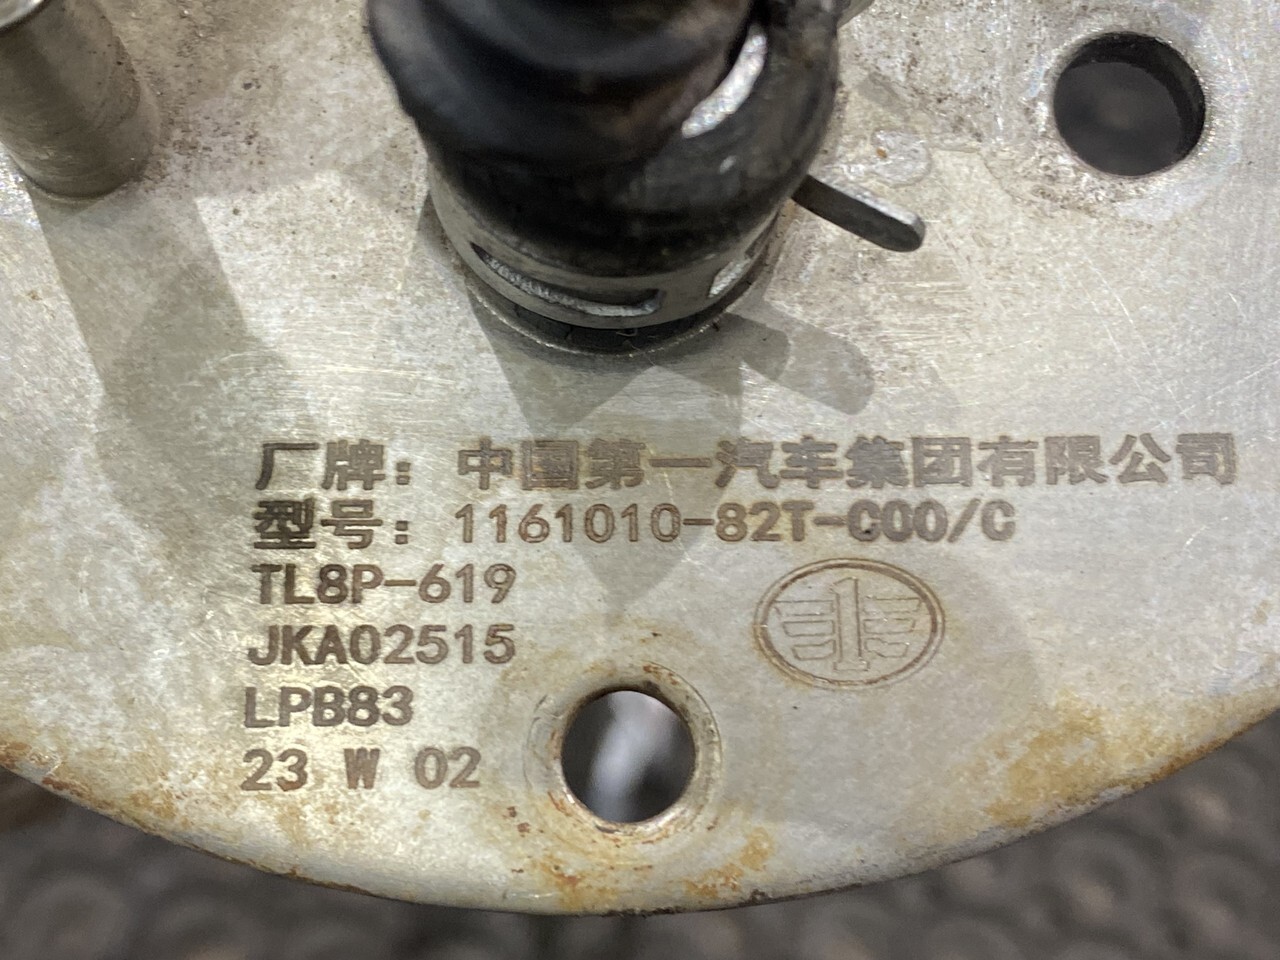 厂牌：中国第一汽车集团有限公司
型号：1161010-82T-C00/C
TL8P-619
JKA02515
LPB83
23 W 02
1